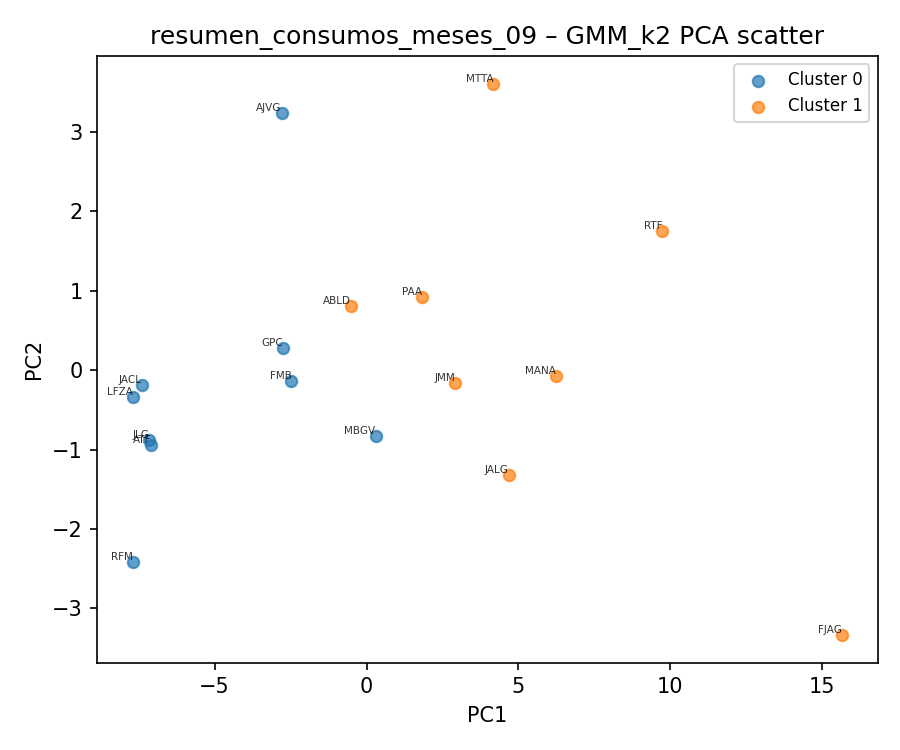 resumen_consumos_meses_09 – GMM_k2 PCA scatter
Cluster 0
Cluster 1
MTTA
AJVG
RTF
PAA
ABLD
GPC
FMB
JMM
MANA
JACL
LFZA
MBGV
JALG
RFM
FJAG
3
2
1
0
−1
−2
−3
PC2
−5
0
5
10
15
PC1